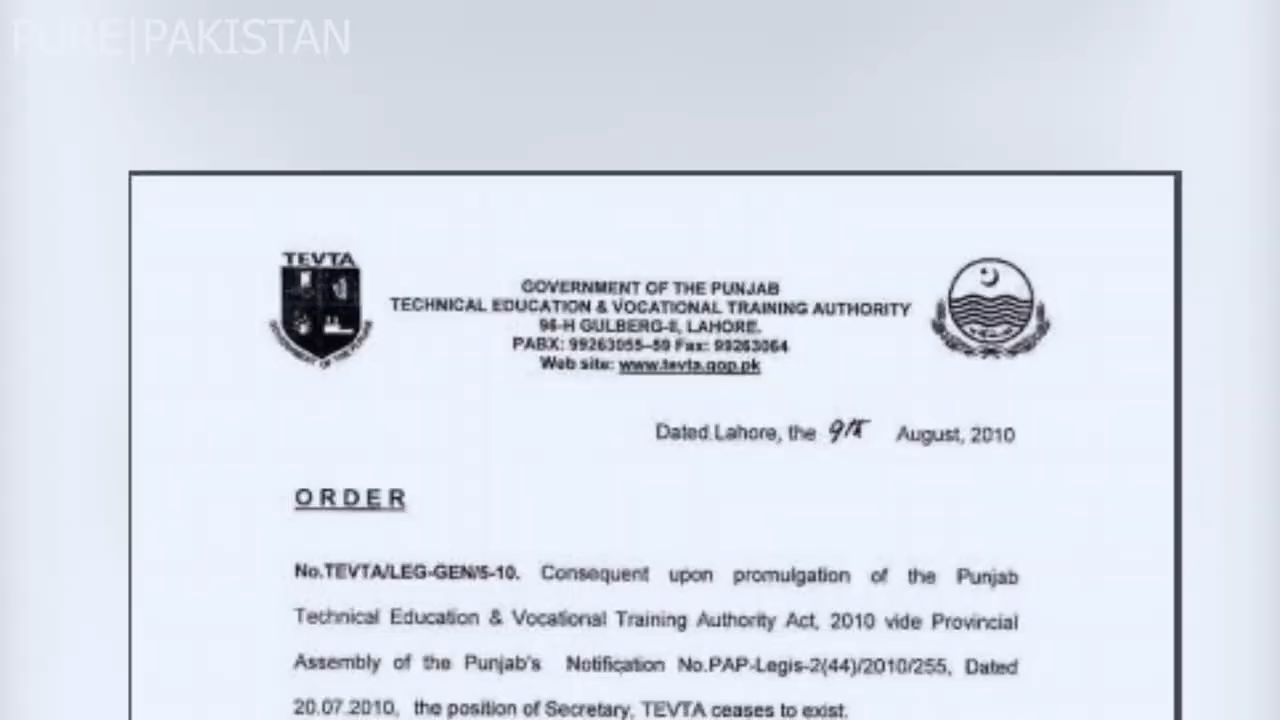 PURE|PAKISTAN
TEVTA
GOVERNMENT OF THE PUNJAB
GOVERNMENT OF THE PUNJAB
TECHNICAL EDUCATION & VOCATIONAL TRAINING AUTHORITY
96-H GULBERG-II, LAHORE.
PABX: 99263055–59 Fax: 99263064
Web site: www.tevta.gop.pk
Dated Lahore, the 9th August, 2010
ORDER
No.TEVTA/LEG-GEN/5-10. Consequent upon promulgation of the Punjab
Technical Education & Vocational Training Authority Act, 2010 vide Provincial
Assembly of the Punjab's Notification No.PAP-Legis-2(44)/2010/255, Dated
20.07.2010, the position of Secretary, TEVTA ceases to exist.